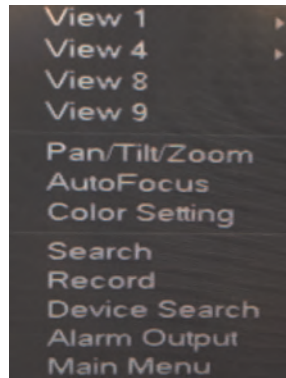 View 1
View 4
View 8
View 9
Pan/Tilt/Zoom
AutoFocus
Color Setting
Search
Record
Device Search
Alarm Output
Main Menu